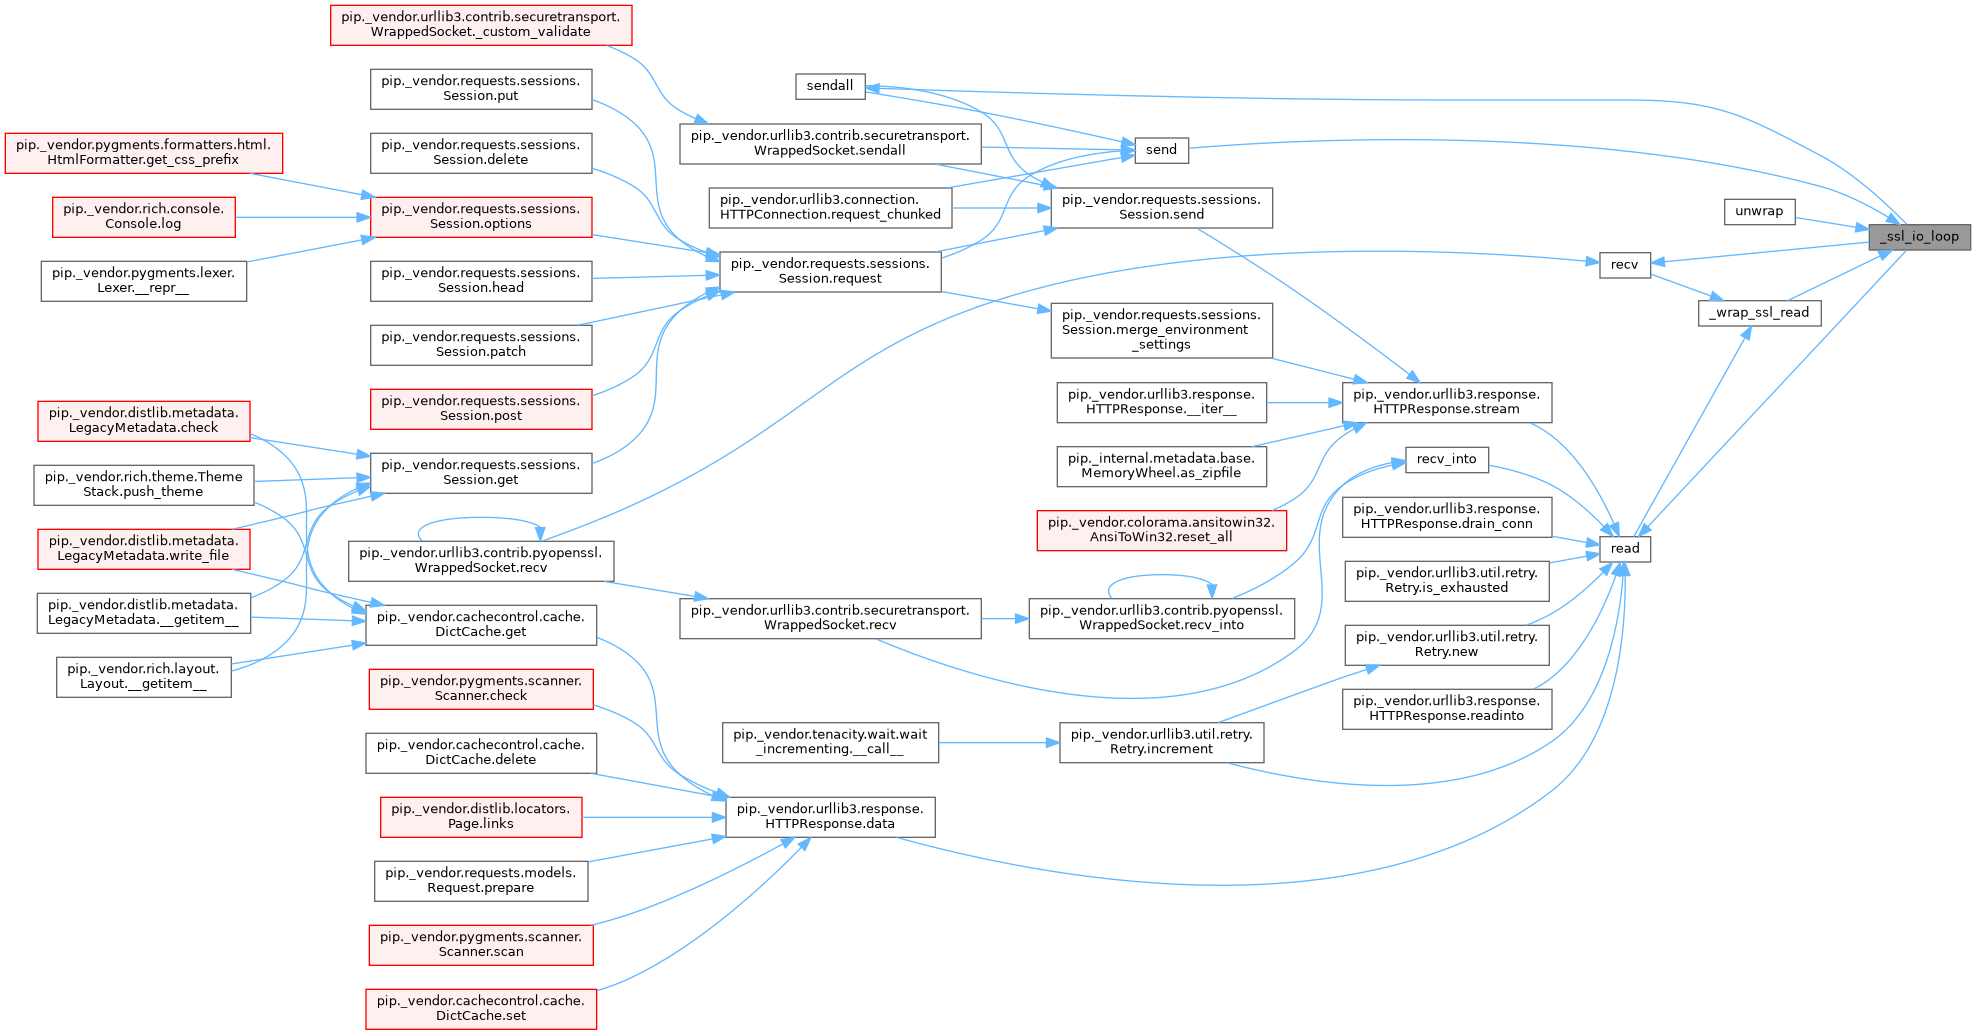 pip._vendor.urllib3.contrib.securetransport.
WrappedSocket._custom_validate
pip._vendor.requests.sessions.
Session.put
pip._vendor.requests.sessions.
Session.delete
pip._vendor.pygments.formatters.html.
HtmlFormatter.get_css_prefix
pip._vendor.rich.console.
Console.log
pip._vendor.requests.sessions.
Session.options
pip._vendor.pygments.lexer.
Lexer.__repr__
pip._vendor.requests.sessions.
Session.head
pip._vendor.requests.sessions.
Session.patch
pip._vendor.requests.sessions.
Session.post
pip._vendor.distlib.metadata.
LegacyMetadata.check
pip._vendor.rich.theme.Theme
Stack.push_theme
pip._vendor.requests.sessions.
Session.get
pip._vendor.distlib.metadata.
LegacyMetadata.write_file
pip._vendor.urllib3.contrib.pyopenssl.
WrappedSocket.recv
pip._vendor.distlib.metadata.
LegacyMetadata.__getitem__
pip._vendor.cachecontrol.cache.
DictCache.get
pip._vendor.rich.layout.
Layout.__getitem__
pip._vendor.pygments.scanner.
Scanner.check
pip._vendor.cachecontrol.cache.
DictCache.delete
pip._vendor.distlib.locators.
Page.links
pip._vendor.requests.models.
Request.prepare
pip._vendor.pygments.scanner.
Scanner.scan
pip._vendor.cachecontrol.cache.
DictCache.set
sendall
pip._vendor.urllib3.contrib.securetransport.
WrappedSocket.sendall
pip._vendor.urllib3.connection.
HTTPConnection.request_chunked
pip._vendor.requests.sessions.
Session.request
pip._vendor.urllib3.contrib.securetransport.
WrappedSocket.recv
pip._vendor.tenacity.wait.wait
_incrementing.__call__
pip._vendor.urllib3.response.
HTTPResponse.data
send
pip._vendor.requests.sessions.
Session.send
pip._vendor.requests.sessions.
Session.merge_environment
_settings
pip._vendor.urllib3.response.
HTTPResponse.__iter__
pip._internal.metadata.base.
MemoryWheel.as_zipfile
pip._vendor.colorama.ansitowin32.
AnsiToWin32.reset_all
pip._vendor.urllib3.contrib.pyopenssl.
WrappedSocket.recv_into
pip._vendor.urllib3.util.retry.
Retry.increment
pip._vendor.urllib3.response.
HTTPResponse.stream
recv_into
pip._vendor.urllib3.response.
HTTPResponse.drain_conn
pip._vendor.urllib3.util.retry.
Retry.is_exhausted
pip._vendor.urllib3.util.retry.
Retry.new
pip._vendor.urllib3.response.
HTTPResponse.readinto
unwrap
recv
_wrap_ssl_read
read
_ssl_io_loop